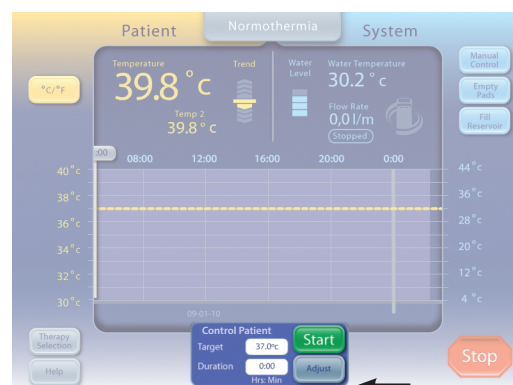 Patient
Normothermia
System
°C/°F
Temperature
39.8°c
Trend
Temp 2
39.8°c
Water
Level
Water Temperature
30.2°c
Flow Rate
0,0 l/m
Stopped
Manual
Control
Empty
Pads
Fill
Reservoir
:00
08:00
12:00
16:00
20:00
0:00
40°c
38°c
36°c
34°c
32°c
30°c
44°c
36°c
28°c
20°c
12°c
4°c
09-01-10
Therapy
Selection
Help
Control Patient
Target
37.0ºc
Start
Duration
0:00
Adjust
Hrs: Min
Stop